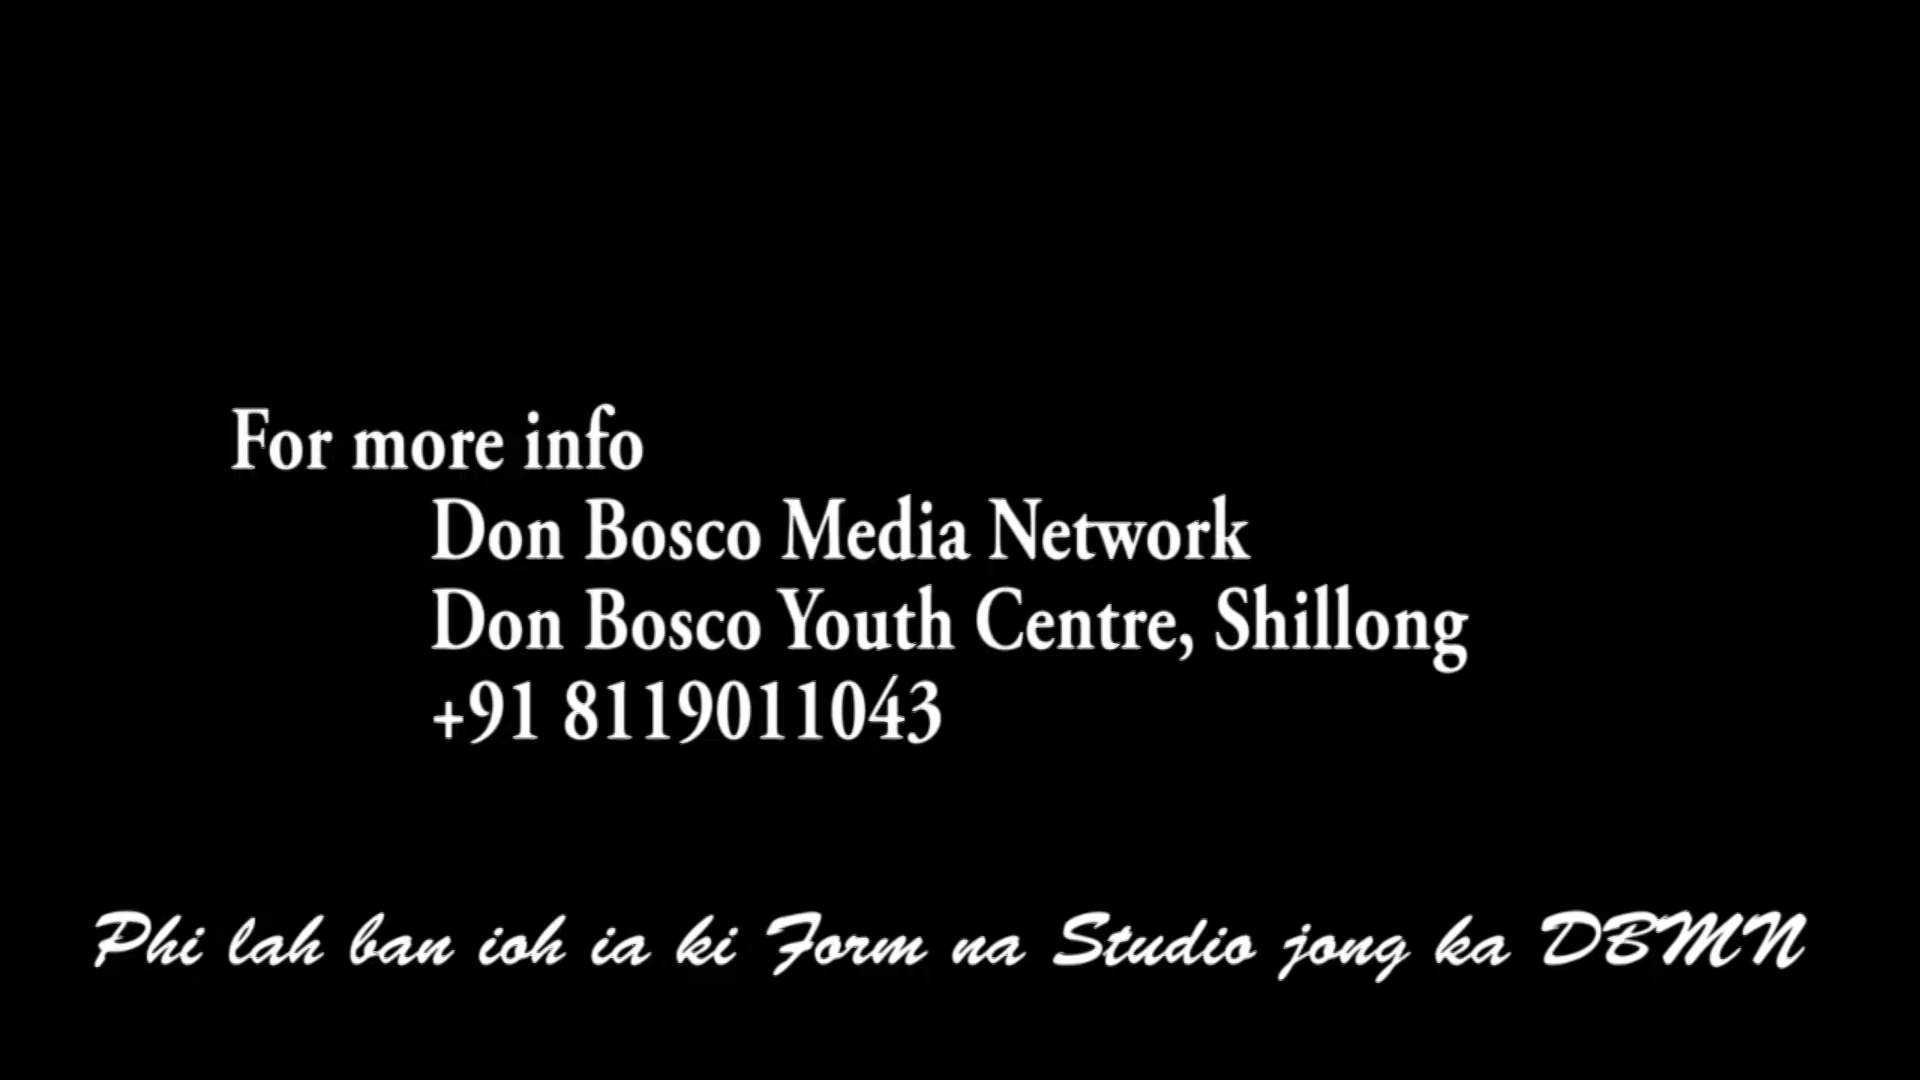 For more info
Don Bosco Media Network
Don Bosco Youth Centre, Shillong
+91 8119011043
Phi lah ban ioh ia ki Form na Studio jong ka DBMN